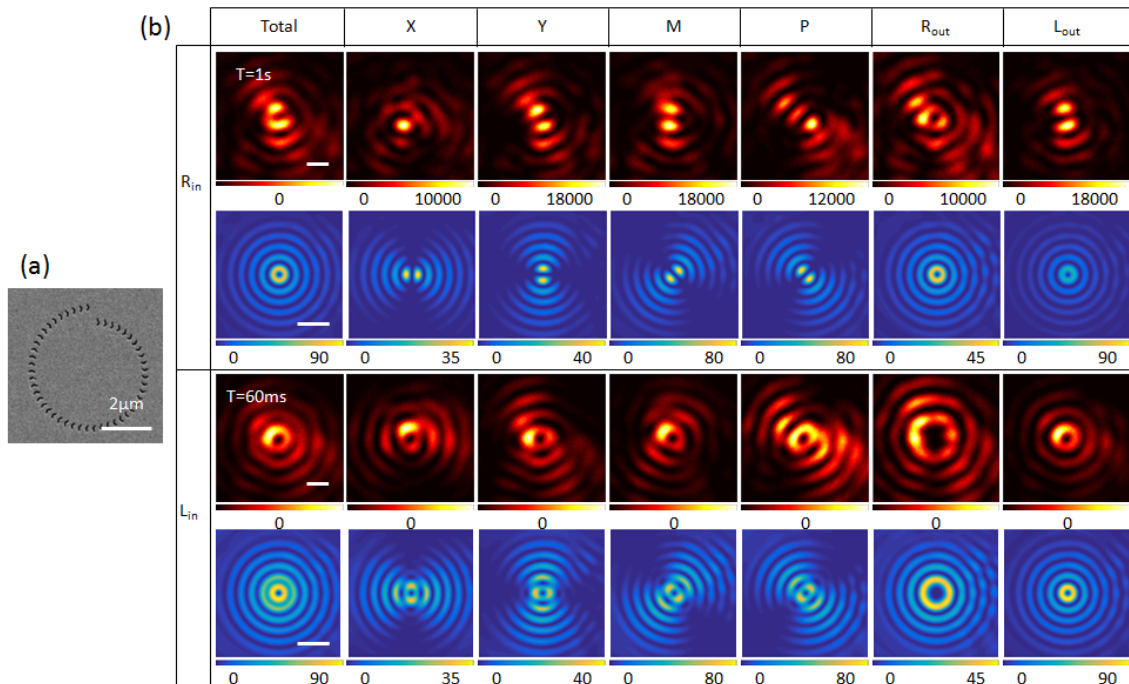 (b)
Total X Y M P Rout Lout
T=1s
0 0 10000 0 18000 0 18000 0 12000 0 10000 0 18000
Rin
0 90 0 35 0 40 0 80 0 80 0 45 0 90
(a)
2μm
T=60ms
0 0 0 0 0 0 0
Lin
0 90 0 35 0 35 0 80 0 80 0 45 0 90